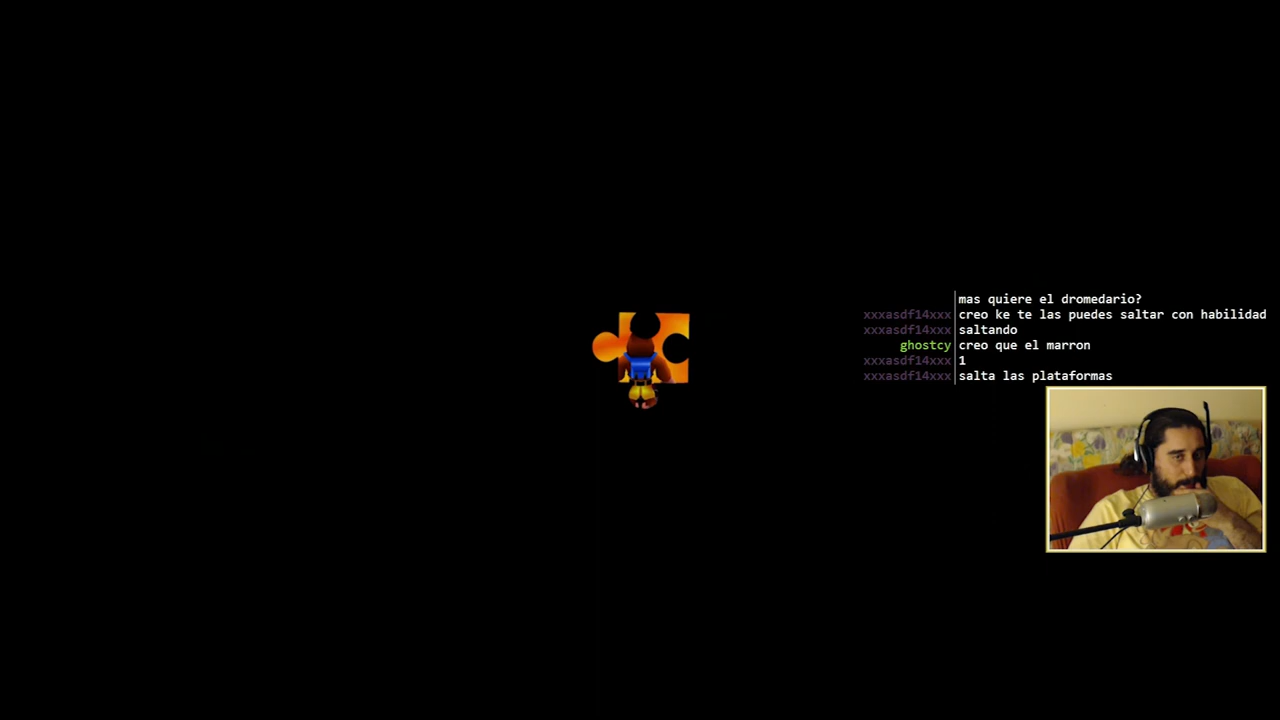 mas quiere el dromedario?
xxxasdf14xxx creo ke te las puedes saltar con habilidad
xxxasdf14xxx saltando
ghostcy creo que el marron
xxxasdf14xxx 1
xxxasdf14xxx salta las plataformas